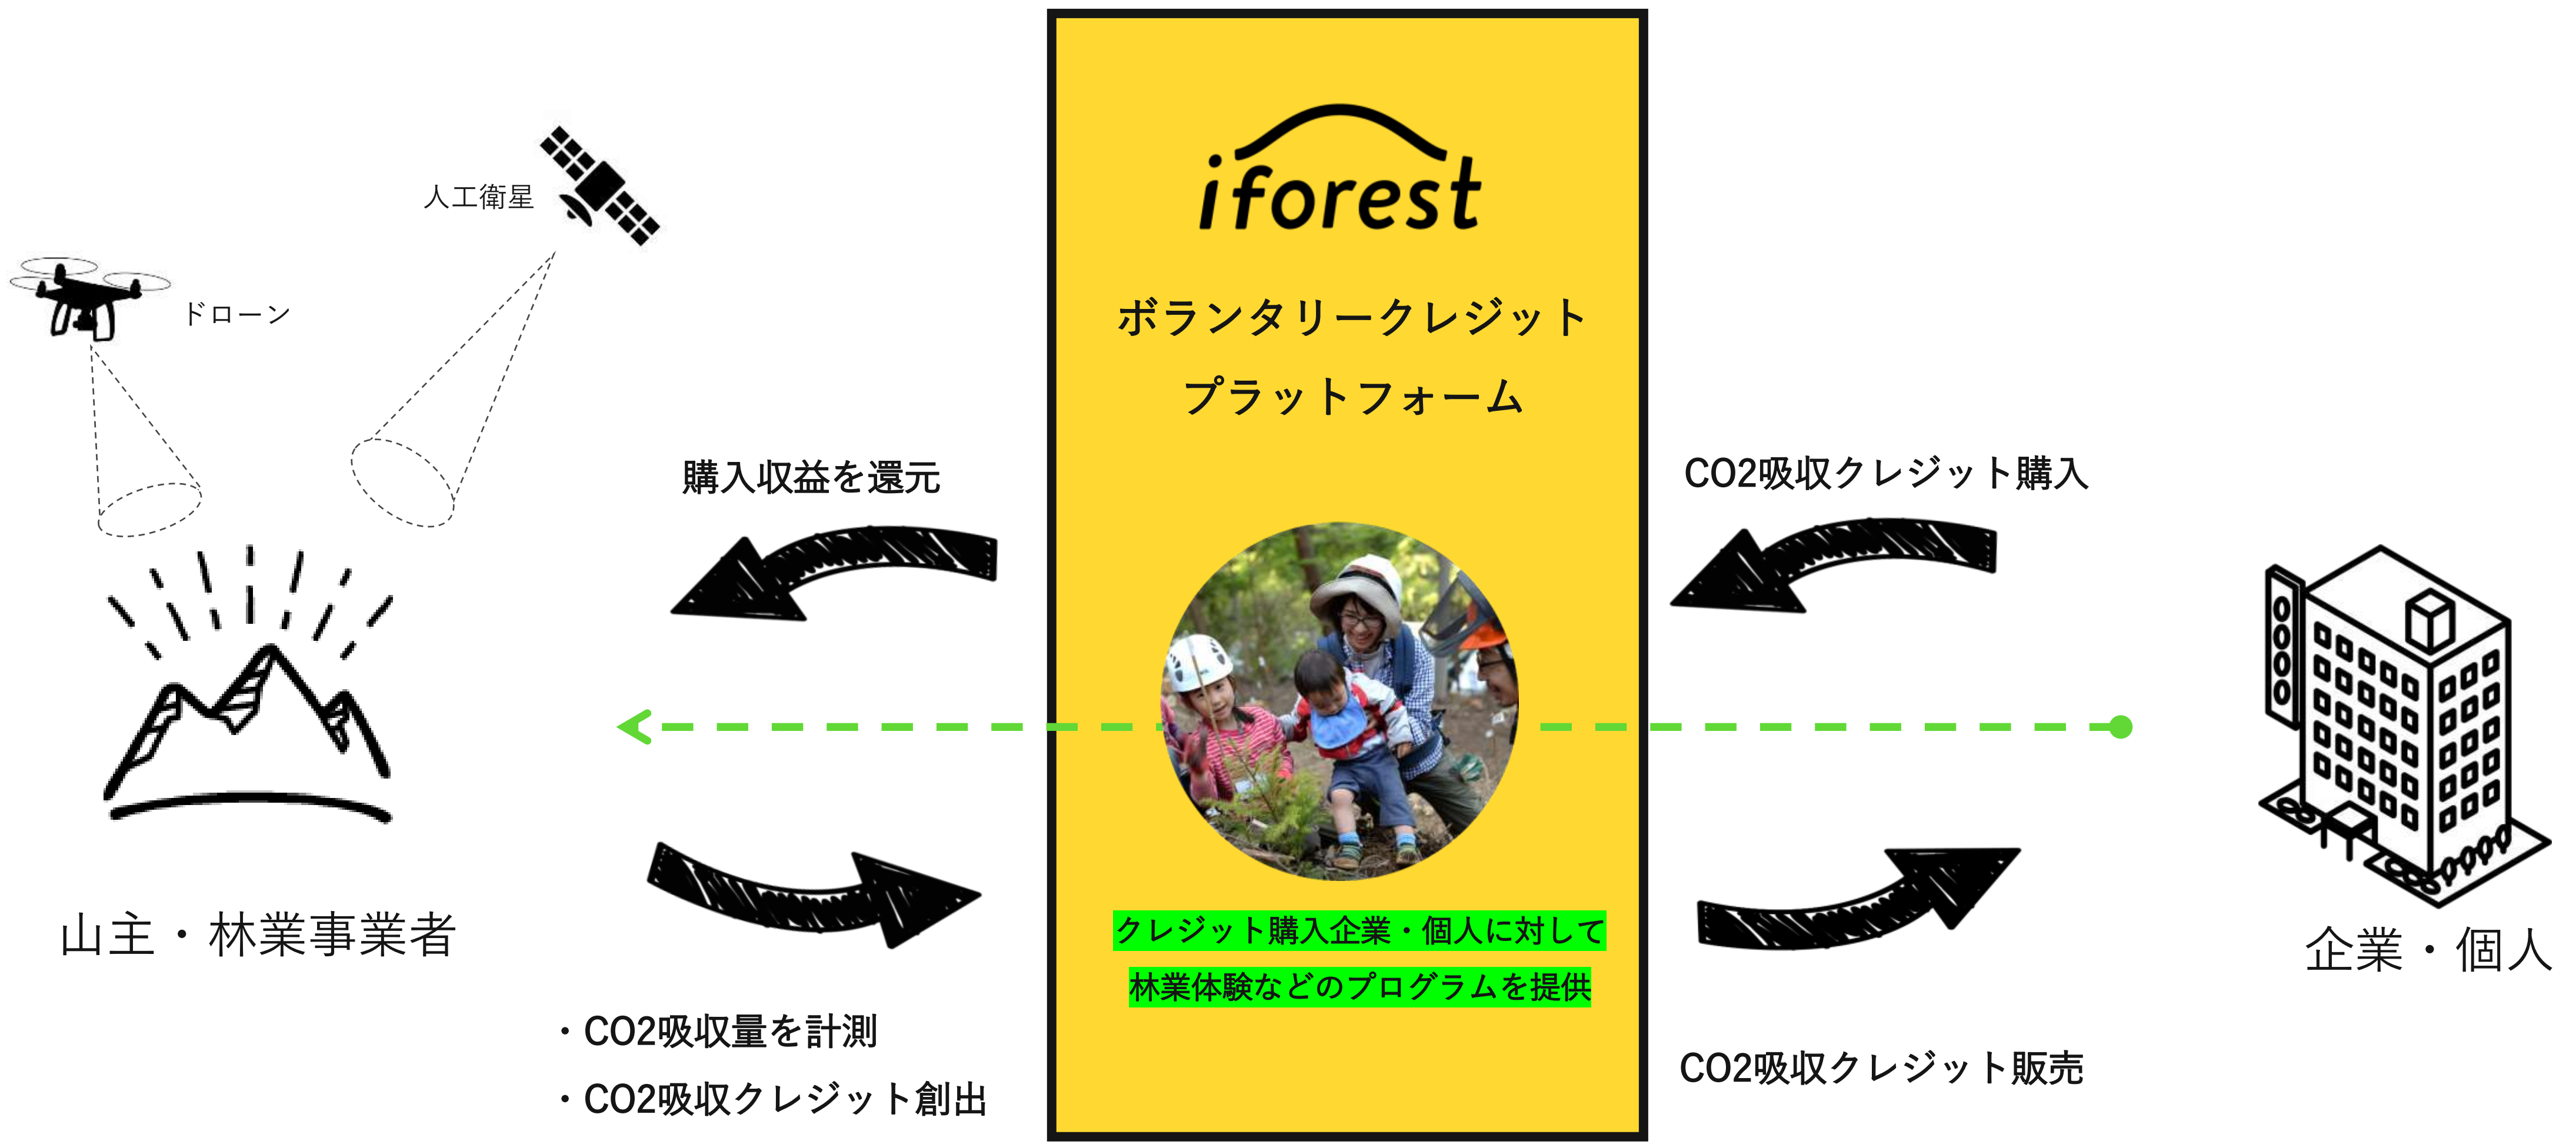 人工衛星
ドローン
購入収益を還元
山主・林業事業者
・CO2吸収量を計測
・CO2吸収クレジット創出
iforest
ボランタリークレジット
プラットフォーム
クレジット購入企業・個人に対して
林業体験などのプログラムを提供
CO2吸収クレジット購入
CO2吸収クレジット販売
企業・個人